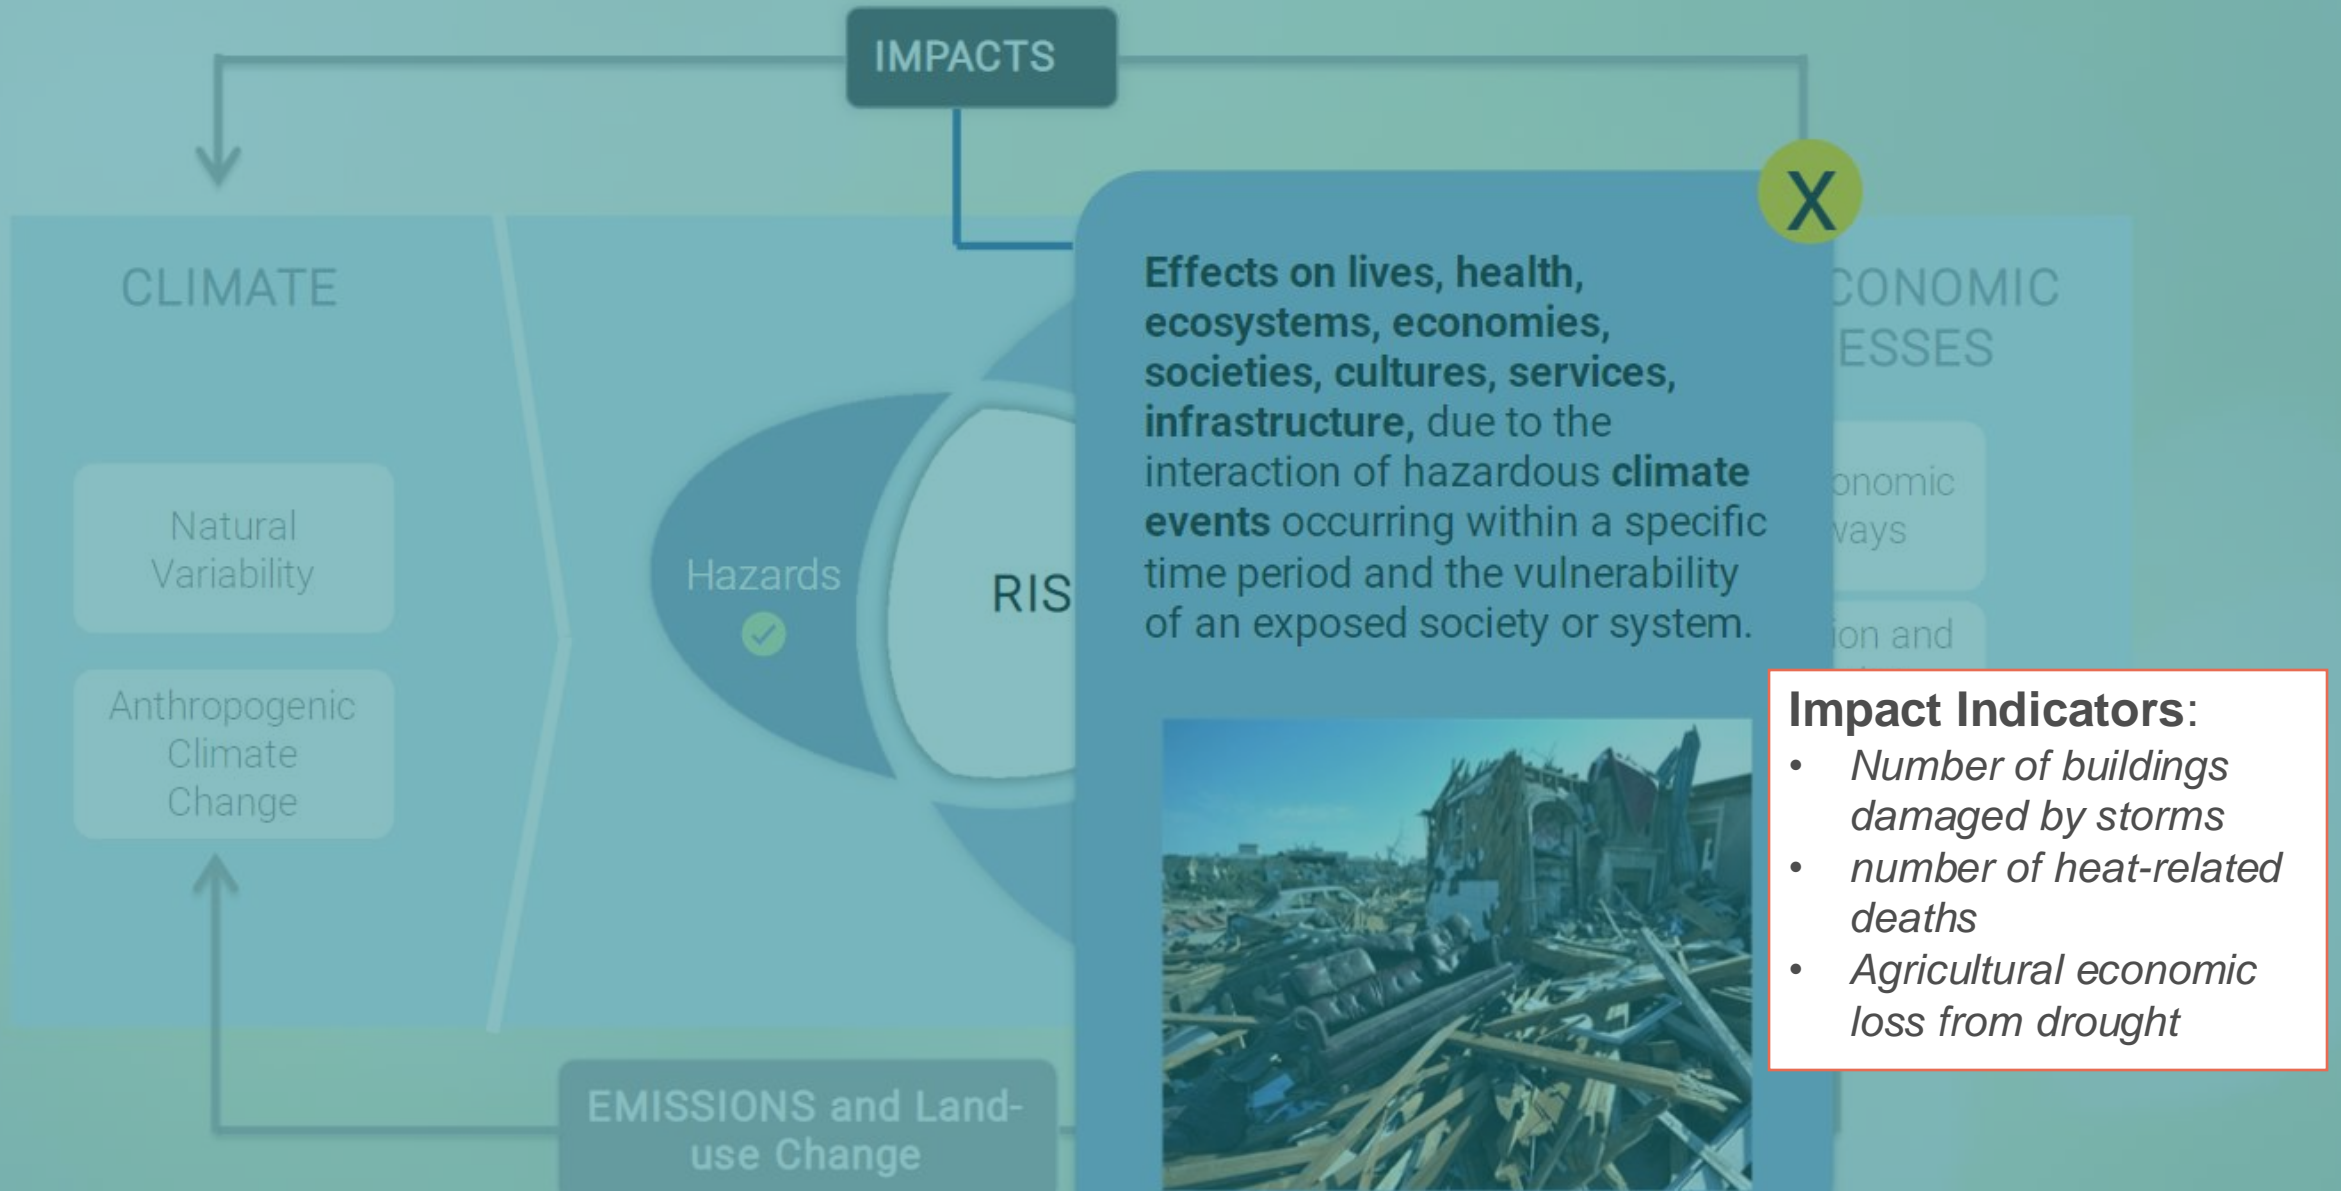 IMPACTS
X
CLIMATE
Natural
Variability
Anthropogenic
Climate
Change
Hazards
RIS
Effects on lives, health,
ecosystems, economies,
societies, cultures, services,
infrastructure, due to the
interaction of hazardous climate
events occurring within a specific
time period and the vulnerability
of an exposed society or system.
CONOMIC
ESSES
onomic
ways
ion and
Impact Indicators:
• Number of buildings
damaged by storms
• number of heat-related
deaths
• Agricultural economic
loss from drought
EMISSIONS and Land-
use Change